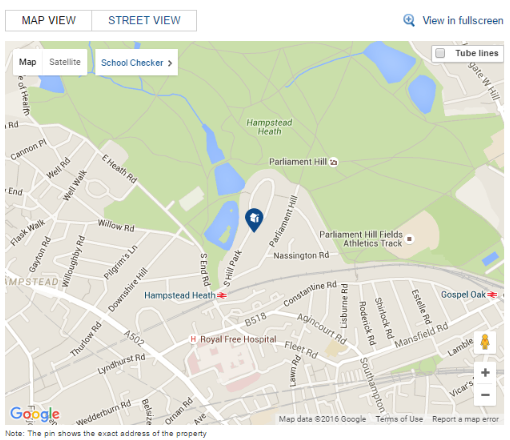 MAP VIEW
STREET VIEW
View in fullscreen
Map
Satellite
School Checker
Tube lines
Hampstead
Heath
Parliament Hill
Cannon Pl
Well Rd
E Heath Rd
Well Walk
Flask Walk
Willow Rd
Gayton Rd
Willoughby Rd
Pilgrim's Ln
Downshire Hill
S End Rd
S Hill Park
Parliament Hill
Nassington Rd
Parliament Hill Fields
Athletics Track
Hampstead Heath
Constantine Rd
Lisburne Rd
Gospel Oak
Estelle Rd
Shirlock Rd
Roderick Rd
Mansfield Rd
B518
Agincourt Rd
A502
Royal Free Hospital
Fleet Rd
Lawn Rd
Southampton
Thurlow Rd
Lyndhurst Rd
Wedderburn Rd
Ornan Rd
Google
Map data ©2016 Google
Terms of Use
Report a map error
Note: The pin shows the exact address of the property